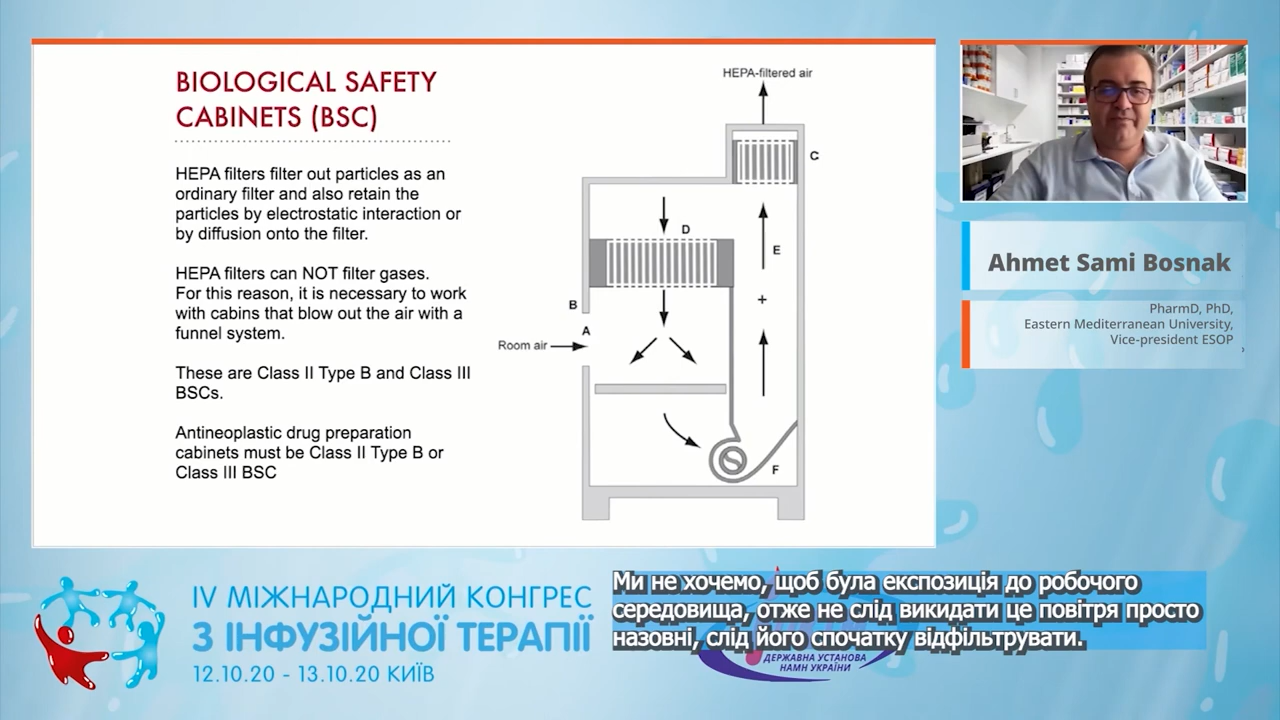 BIOLOGICAL SAFETY
CABINETS (BSC)
HEPA filters filter out particles as an
ordinary filter and also retain the
particles by electrostatic interaction or
by diffusion onto the filter.
HEPA filters can NOT filter gases.
For this reason, it is necessary to work
with cabins that blow out the air with a
funnel system.
These are Class II Type B and Class III
BSCs.
Antineoplastic drug preparation
cabinets must be Class II Type B or
Class III BSC
HEPA-filtered air
C
D
E
+
B
A
Room air
F
Ahmet Sami Bosnak
PharmD, PhD,
Eastern Mediterranean University,
Vice-president ESOP
IV МІЖНАРОДНИЙ КОНГРЕС
З ІНФУЗІЙНОЇ ТЕРАПІЇ
12.10.20 - 13.10.20 КИЇВ
Ми не хочемо, щоб була експозиція до робочого
середовища, отже не слід викидати це повітря просто
назовні, слід його спочатку відфільтрувати.
ДЕРЖАВНА УСТАНОВА
НАМН УКРАЇНИ